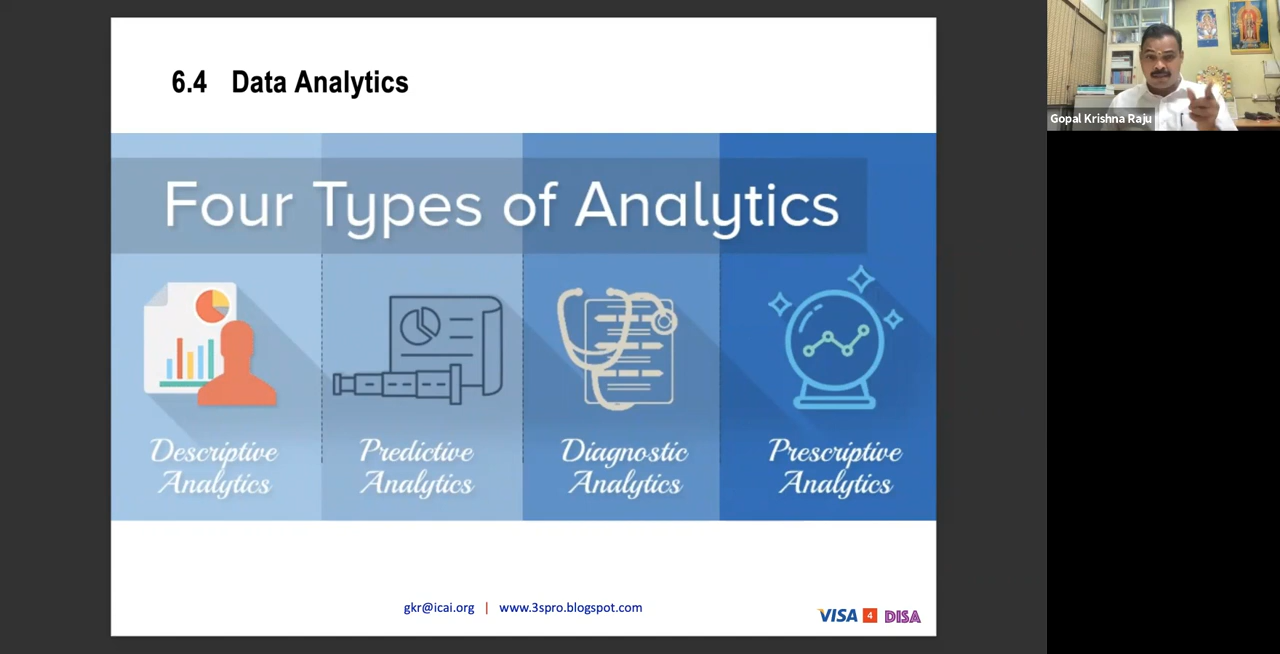 6.4 Data Analytics
Four Types of Analytics
Descriptive
Analytics
Predictive
Analytics
Diagnostic
Analytics
Prescriptive
Analytics
gkr@icai.org | www.3spro.blogspot.com
VISA 4 DISA
Gopal Krishna Raju